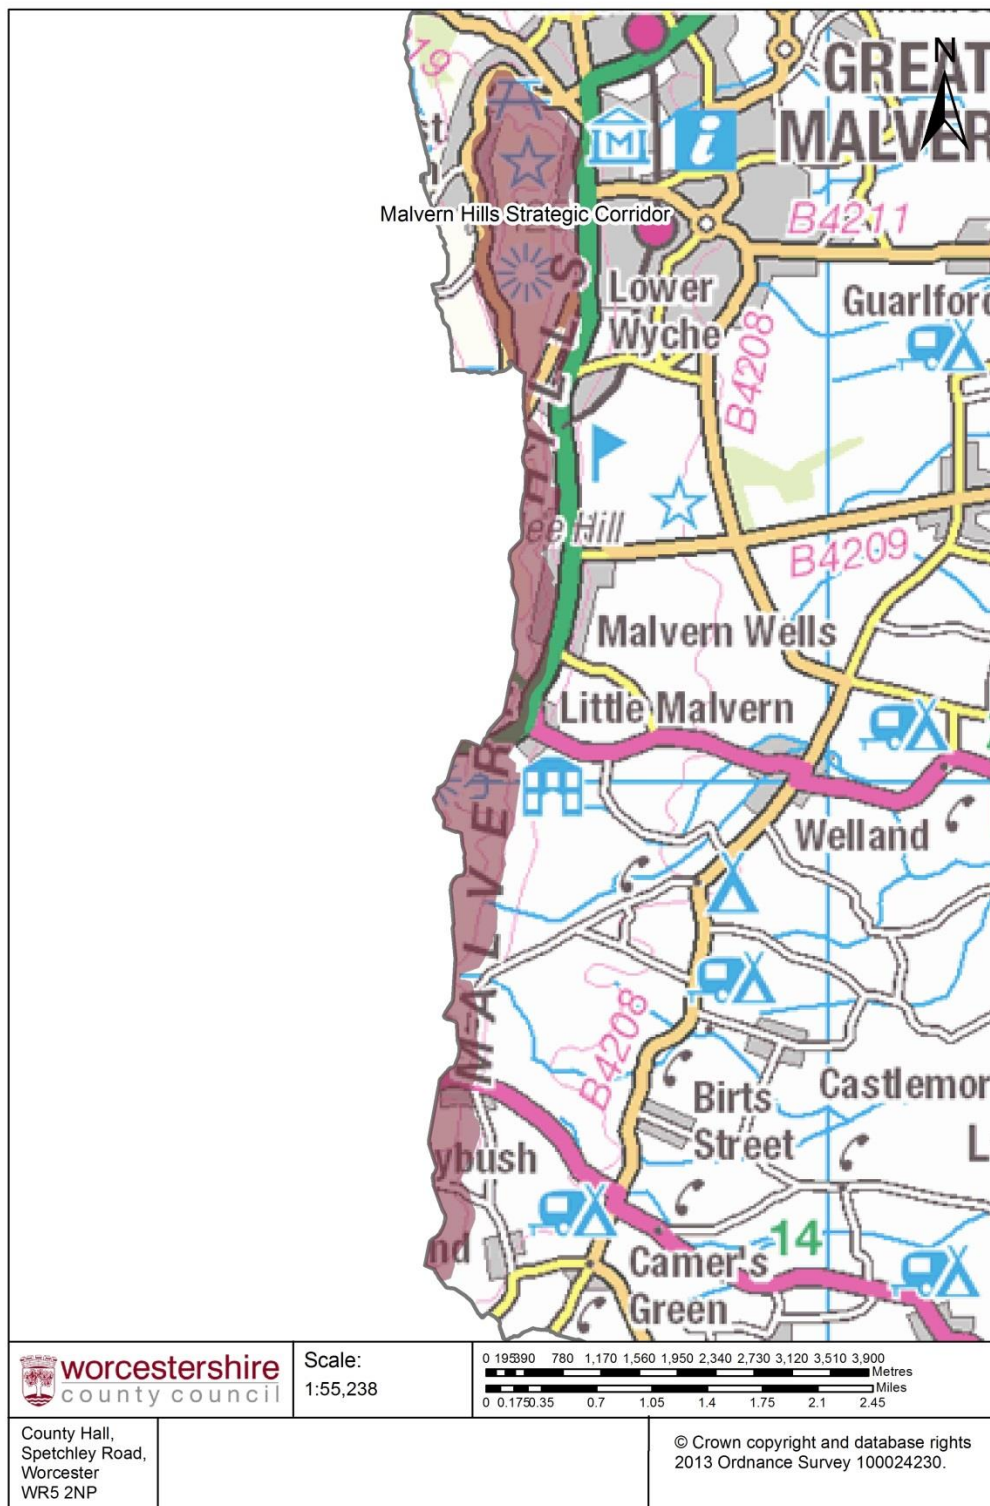 N
GREAT
MALVER
Malvern Hills Strategic Corridor
B4211
Lower
Wyche
Guarlford
B4208
HILLS
ee Hill
B4209
Malvern Wells
Little Malvern
MALVER
Welland
B4208
Birts
Street
Castlemor
L
ybush
nd
14
Camer's
Green
worcestershire
county council
Scale:
1:55,238
0 195390 780 1,170 1,560 1,950 2,340 2,730 3,120 3,510 3,900
Metres
Miles
0 0.1750.35 0.7 1.05 1.4 1.75 2.1 2.45
County Hall,
Spetchley Road,
Worcester
WR5 2NP
© Crown copyright and database rights
2013 Ordnance Survey 100024230.